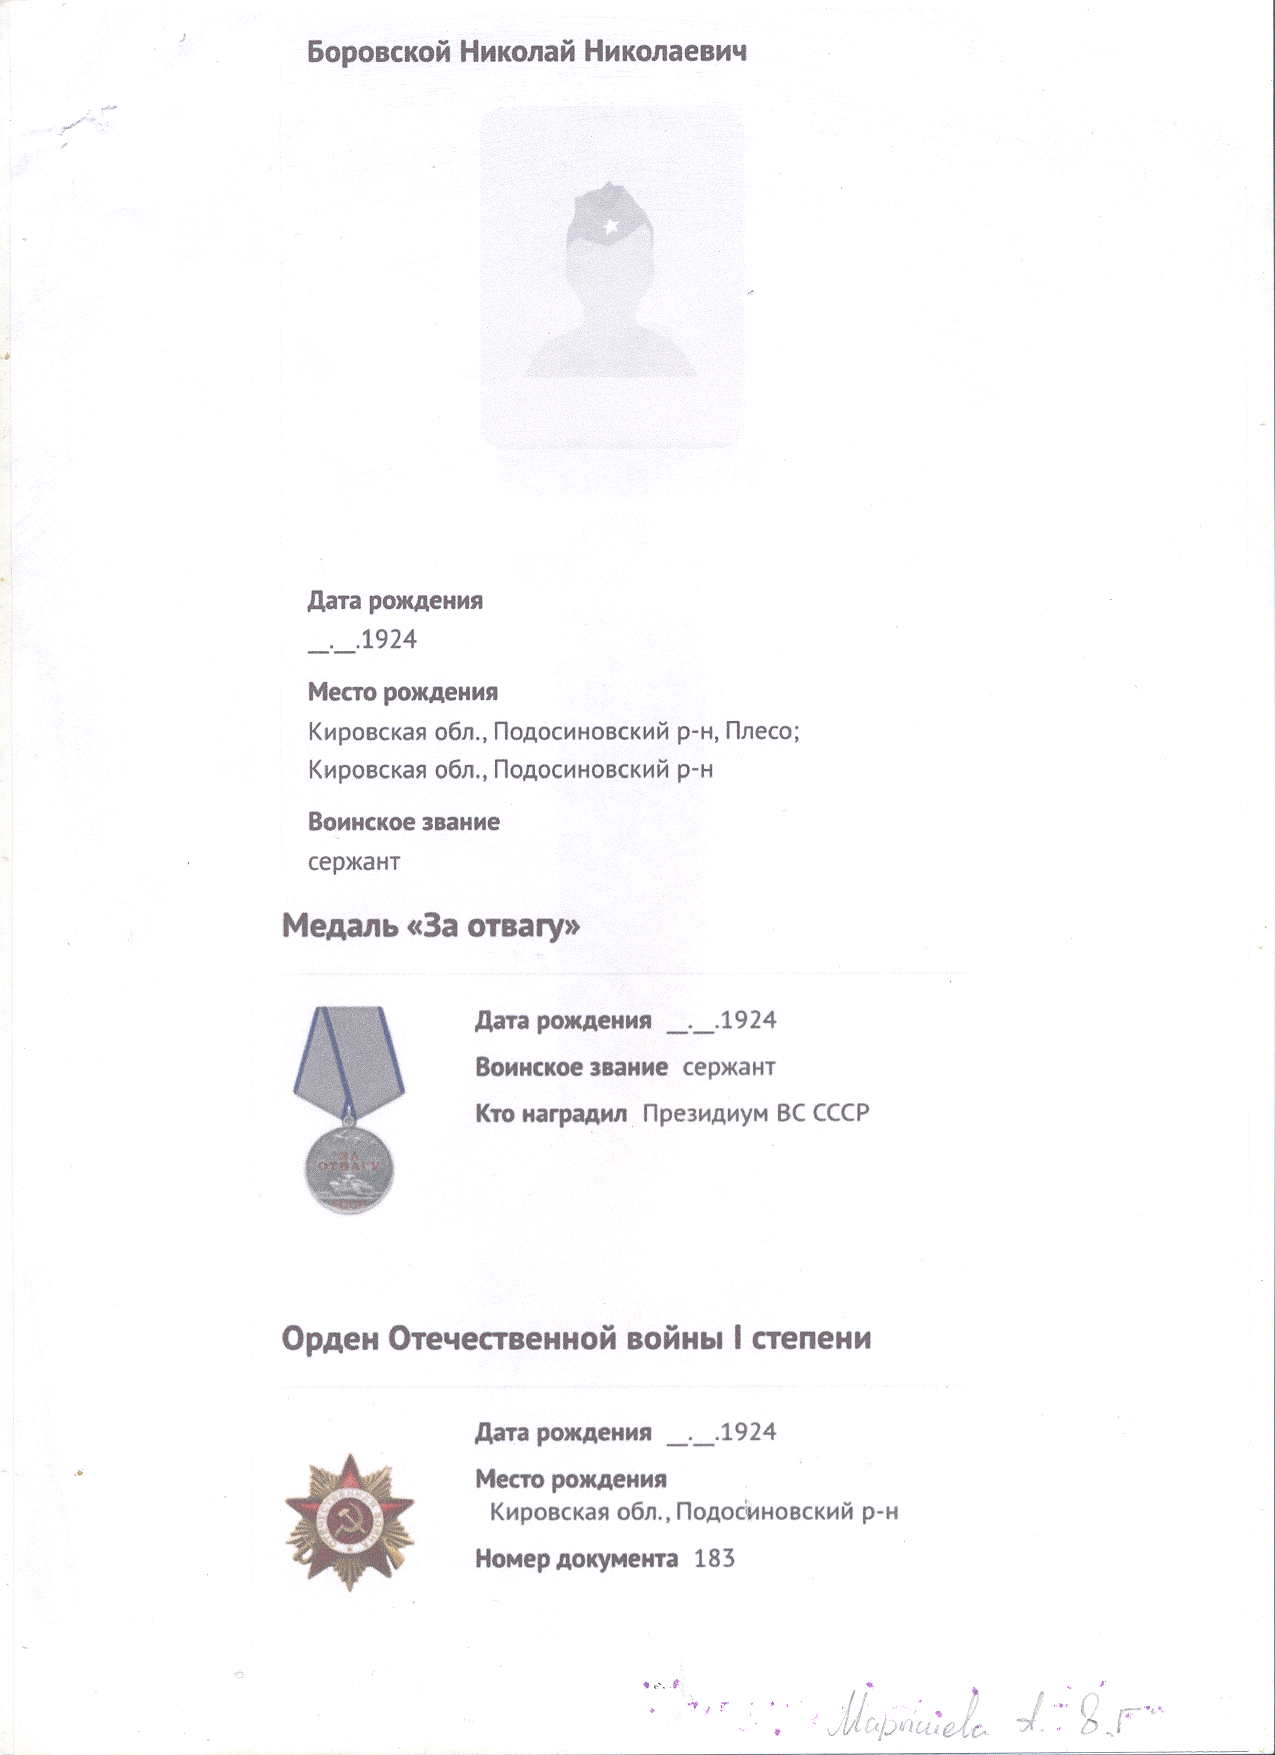 Боровской Николай Николаевич
Дата рождения
__.__.1924
Место рождения
Кировская обл., Подосиновский р-н, Плесо;
Кировская обл., Подосиновский р-н
Воинское звание
сержант
Медаль «За отвагу»
Дата рождения __.__.1924
Воинское звание сержант
Кто наградил Президиум ВС СССР
ЗА
ОТВАГУ
Орден Отечественной войны I степени
Дата рождения __.__.1924
Место рождения
Кировская обл., Подосиновский р-н
Номер документа 183
А. 8 "г"